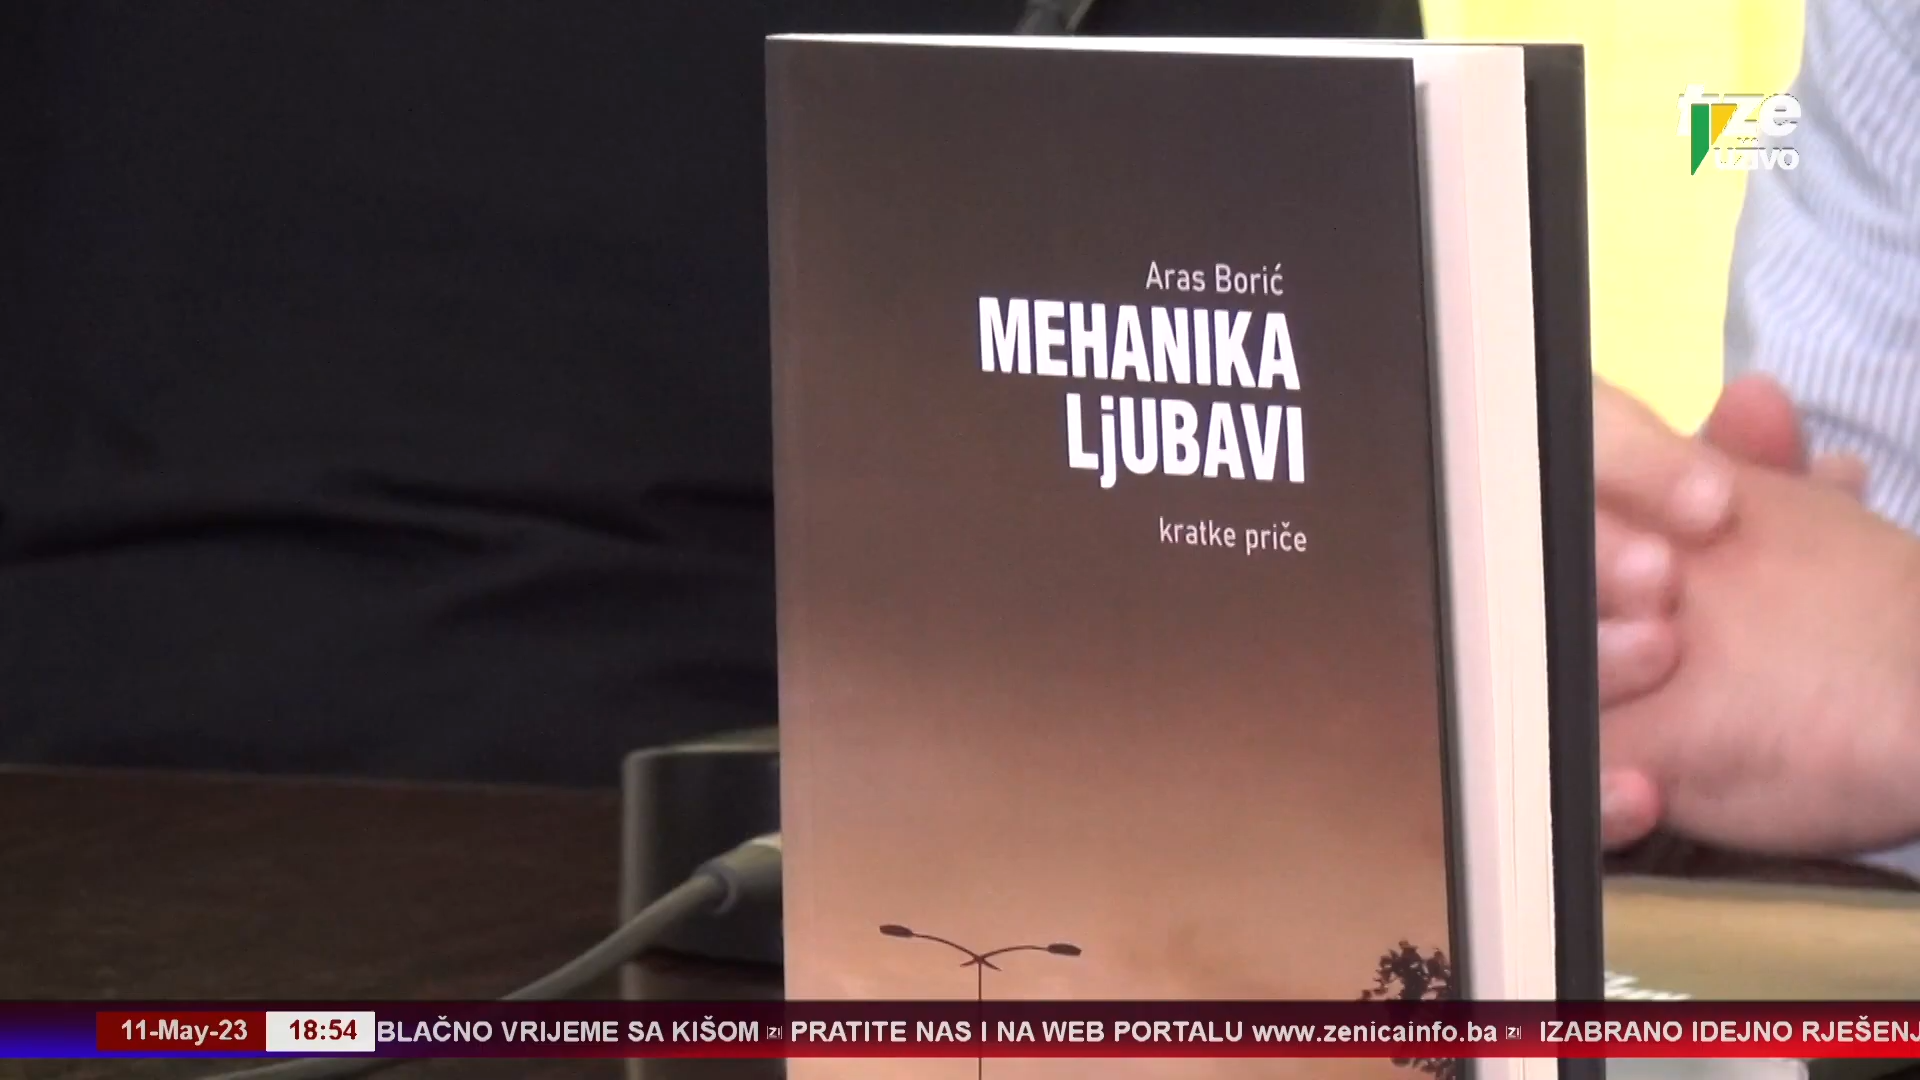 ze
uživo
Aras Borić
MEHANIKA
LjUBAVI
kratke priče
11-May-23 18:54 BLAČNO VRIJEME SA KIŠOM PRATITE NAS I NA WEB PORTALU www.zenicainfo.ba IZABRANO IDEJNO RJEŠENJ